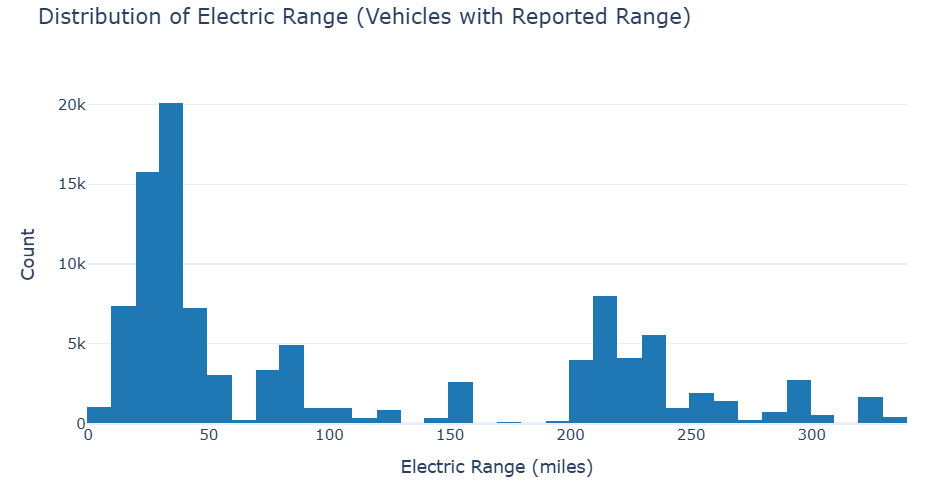 Distribution of Electric Range (Vehicles with Reported Range)
20k
15k
10k
5k
0
0 50 100 150 200 250 300
Count
Electric Range (miles)